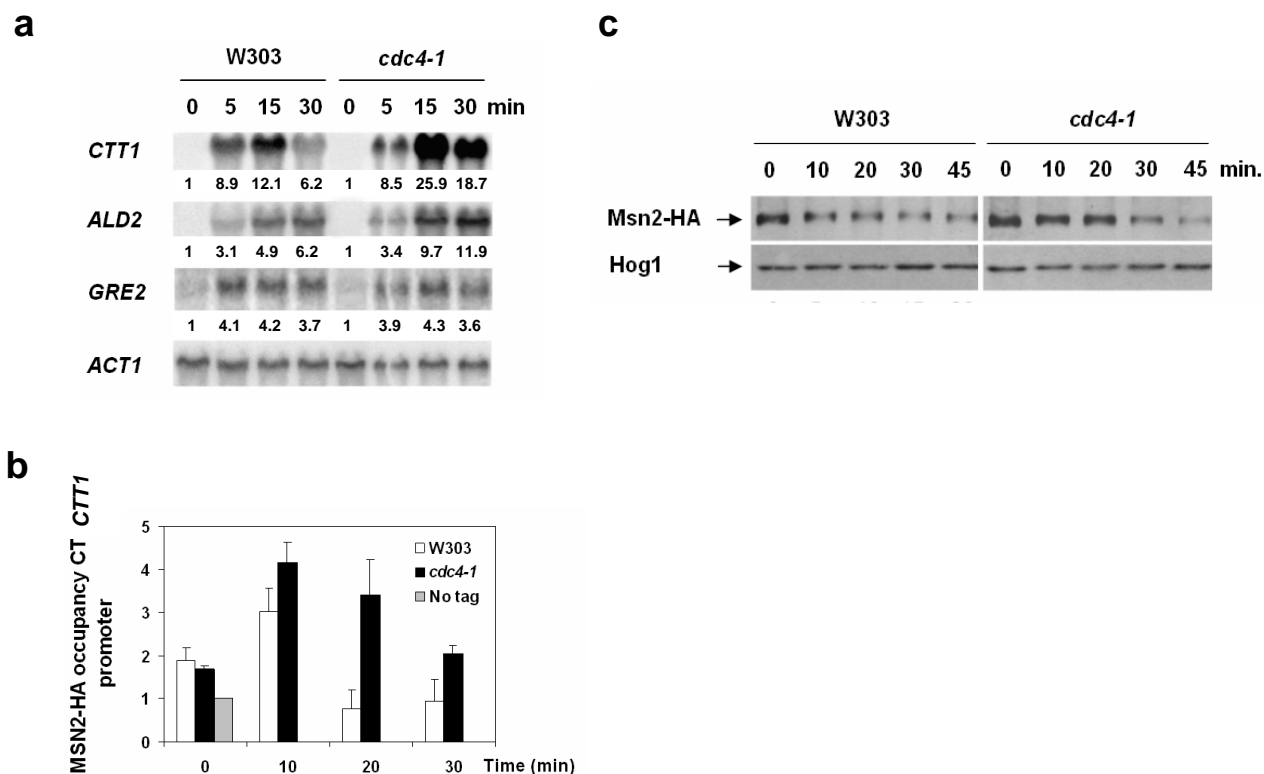 a
W303 cdc4-1
0 5 15 30 0 5 15 30 min
CTT1
1 8.9 12.1 6.2 1 8.5 25.9 18.7
ALD2
1 3.1 4.9 6.2 1 3.4 9.7 11.9
GRE2
1 4.1 4.2 3.7 1 3.9 4.3 3.6
ACT1
c
W303 cdc4-1
0 10 20 30 45 0 10 20 30 45 min.
Msn2-HA
Hog1
b
MSN2-HA occupancy CT CTT1
promoter
5
4
3
2
1
0
W303
cdc4-1
No tag
0 10 20 30 Time (min)